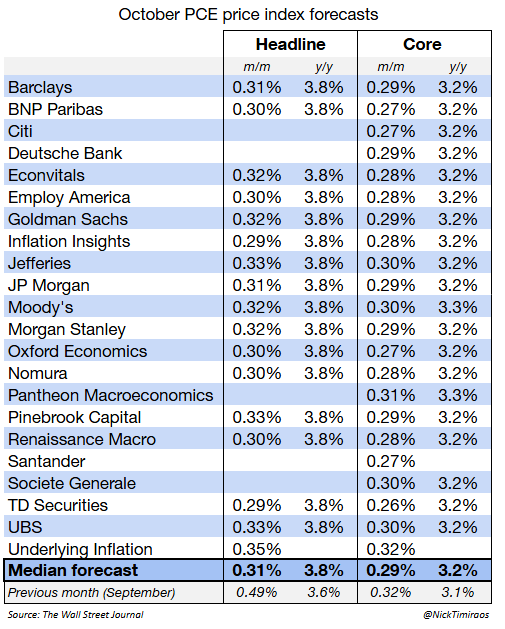 October PCE price index forecasts
Headline Core
m/m y/y m/m y/y
Barclays 0.31% 3.8% 0.29% 3.2%
BNP Paribas 0.30% 3.8% 0.27% 3.2%
Citi 0.27% 3.2%
Deutsche Bank 0.29% 3.2%
Econvitals 0.32% 3.8% 0.28% 3.2%
Employ America 0.30% 3.8% 0.28% 3.2%
Goldman Sachs 0.32% 3.8% 0.29% 3.2%
Inflation Insights 0.29% 3.8% 0.28% 3.2%
Jefferies 0.33% 3.8% 0.30% 3.2%
JP Morgan 0.31% 3.8% 0.29% 3.2%
Moody's 0.32% 3.8% 0.30% 3.3%
Morgan Stanley 0.32% 3.8% 0.29% 3.2%
Oxford Economics 0.30% 3.8% 0.27% 3.2%
Nomura 0.30% 3.8% 0.28% 3.2%
Pantheon Macroeconomics 0.31% 3.3%
Pinebrook Capital 0.33% 3.8% 0.29% 3.2%
Renaissance Macro 0.30% 3.8% 0.28% 3.2%
Santander 0.27%
Societe Generale 0.30% 3.2%
TD Securities 0.29% 3.8% 0.26% 3.2%
UBS 0.33% 3.8% 0.30% 3.2%
Underlying Inflation 0.35% 0.32%
Median forecast 0.31% 3.8% 0.29% 3.2%
Previous month (September) 0.49% 3.6% 0.32% 3.1%
Source: The Wall Street Journal @NickTimiraos